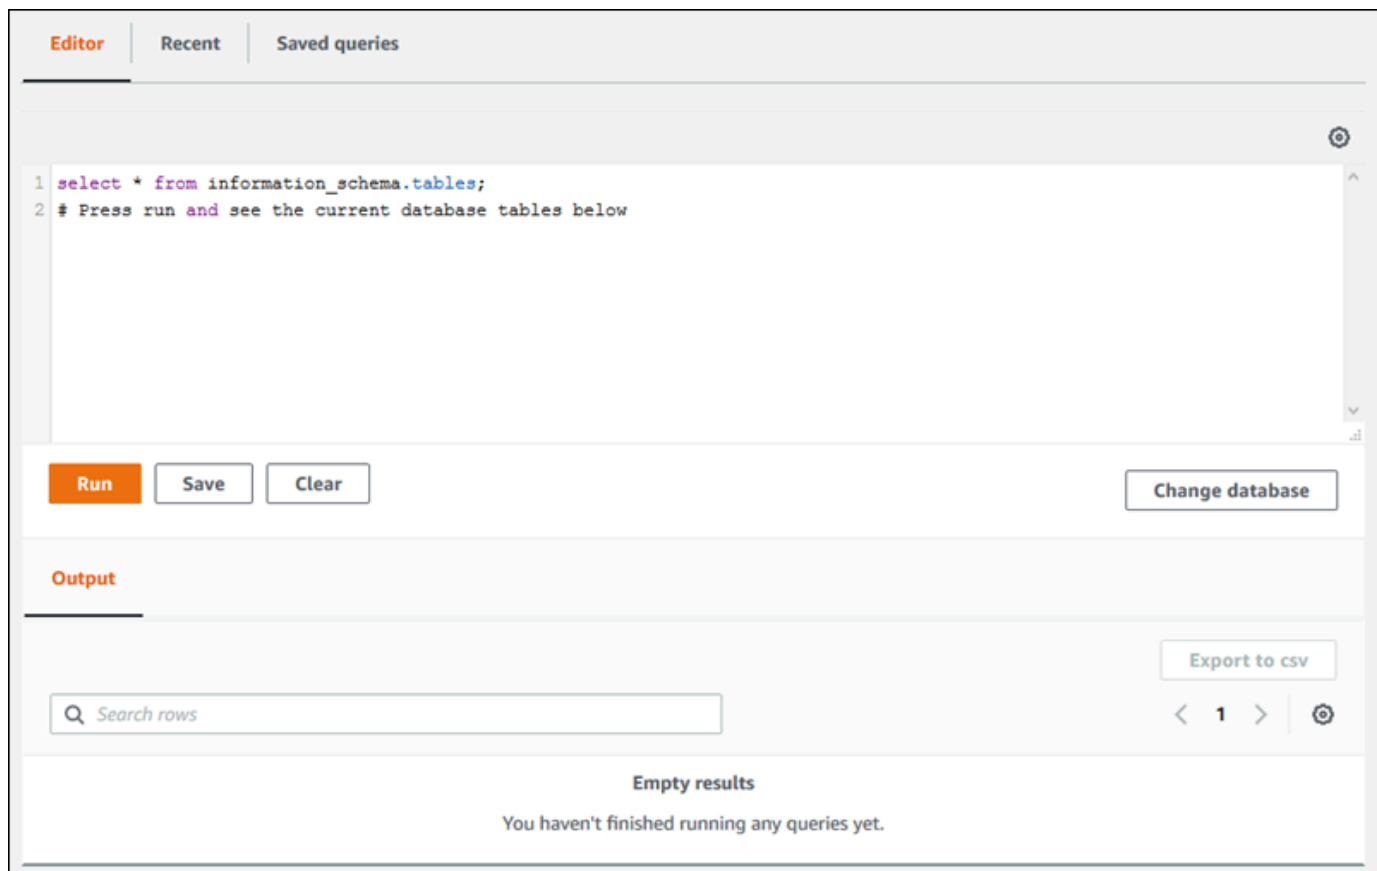 Editor Recent Saved queries
1 select * from information_schema.tables;
2 # Press run and see the current database tables below
Run Save Clear Change database
Output
Export to csv
Search rows 1
Empty results
You haven't finished running any queries yet.